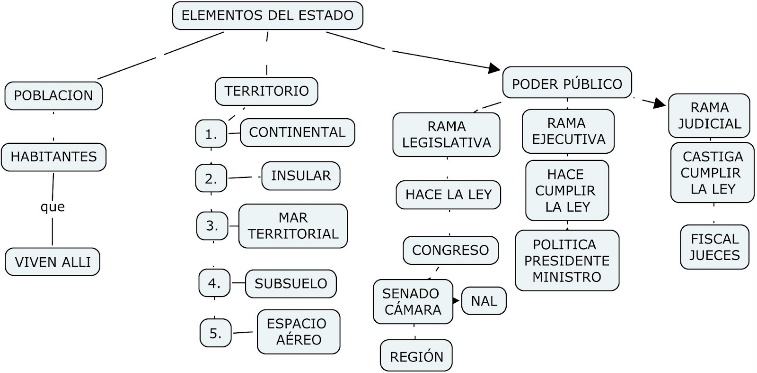 ELEMENTOS DEL ESTADO
POBLACION
HABITANTES
que
VIVEN ALLI
TERRITORIO
1.
CONTINENTAL
2.
INSULAR
3.
MAR
TERRITORIAL
4.
SUBSUELO
5.
ESPACIO
AÉREO
PODER PÚBLICO
RAMA
LEGISLATIVA
HACE LA LEY
CONGRESO
SENADO
CÁMARA
NAL
REGIÓN
RAMA
EJECUTIVA
HACE
CUMPLIR
LA LEY
POLITICA
PRESIDENTE
MINISTRO
RAMA
JUDICIAL
CASTIGA
CUMPLIR
LA LEY
FISCAL
JUECES